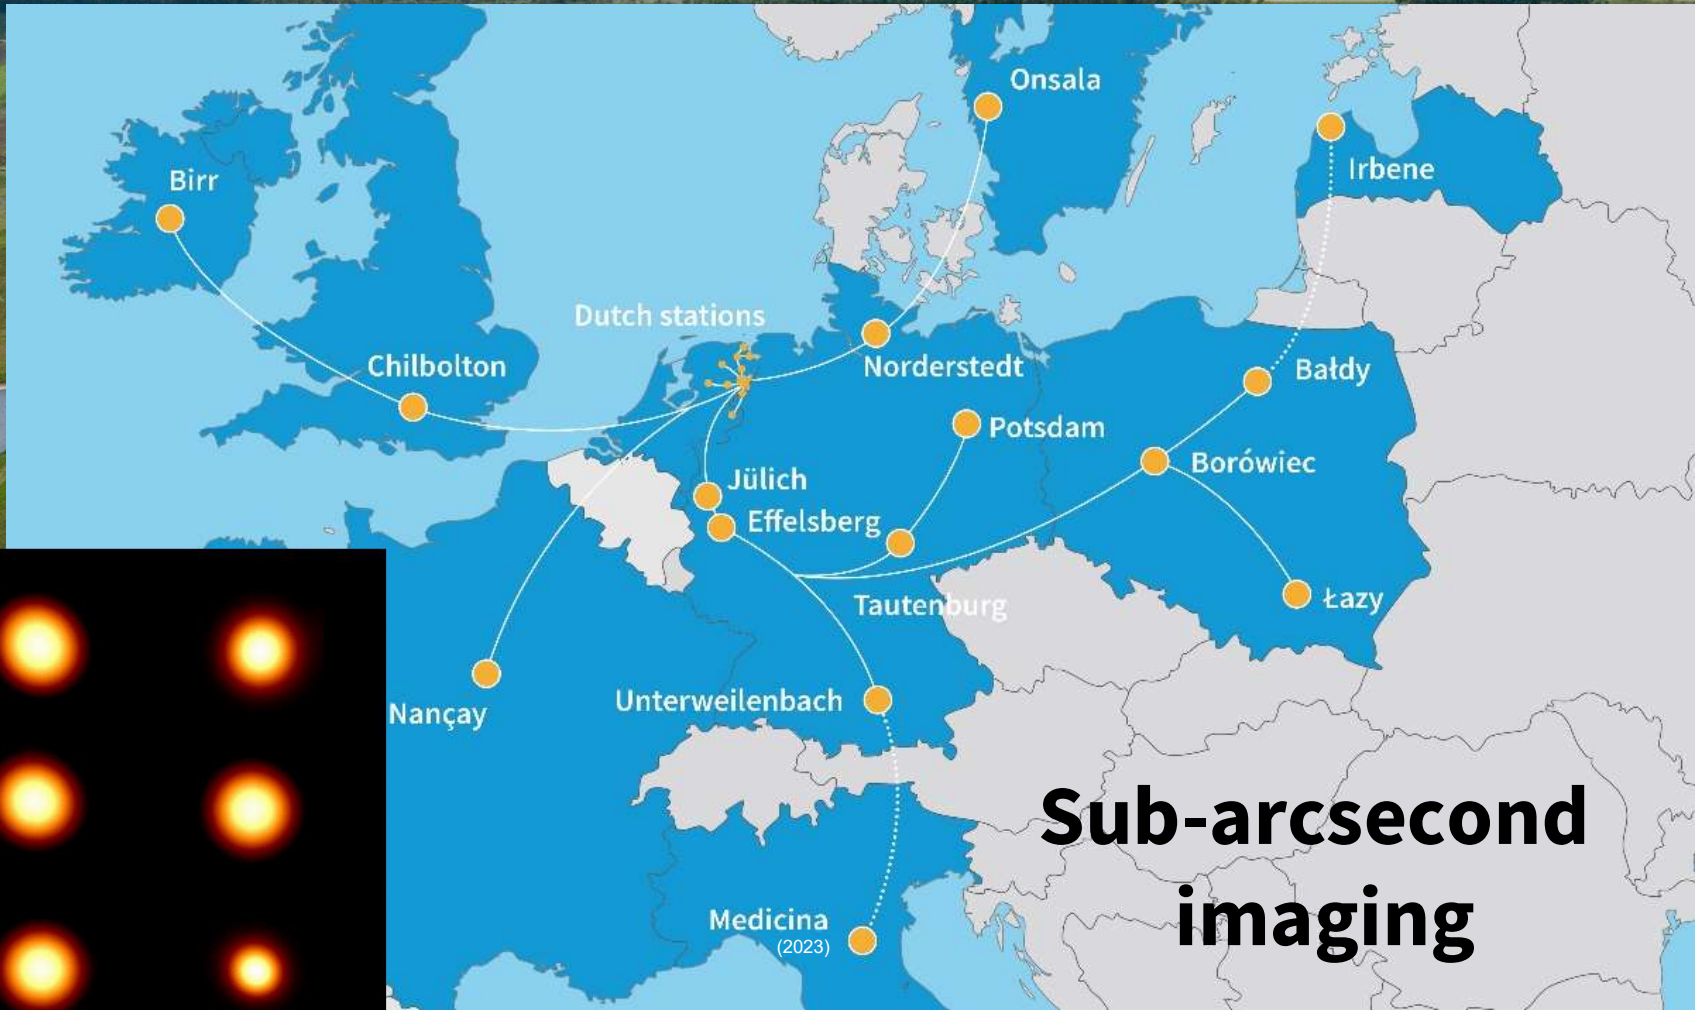 Onsala
Irbene
Birr
Dutch stations
Chilbolton
Norderstedt
Bałdy
Potsdam
Borówiec
Jülich
Effelsberg
Tautenburg
Łazy
Unterweilenbach
Nançay
Medicina
(2023)
Sub-arcsecond
imaging